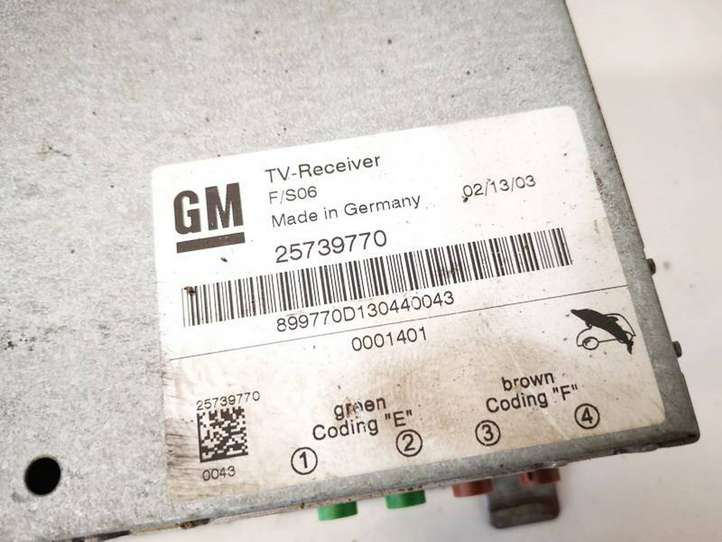 GM
TV-Receiver
F/S06
Made in Germany 02/13/03
25739770
899770D130440043
0001401
25739770
0043
green
Coding "E"
1 2
brown
Coding "F"
3 4